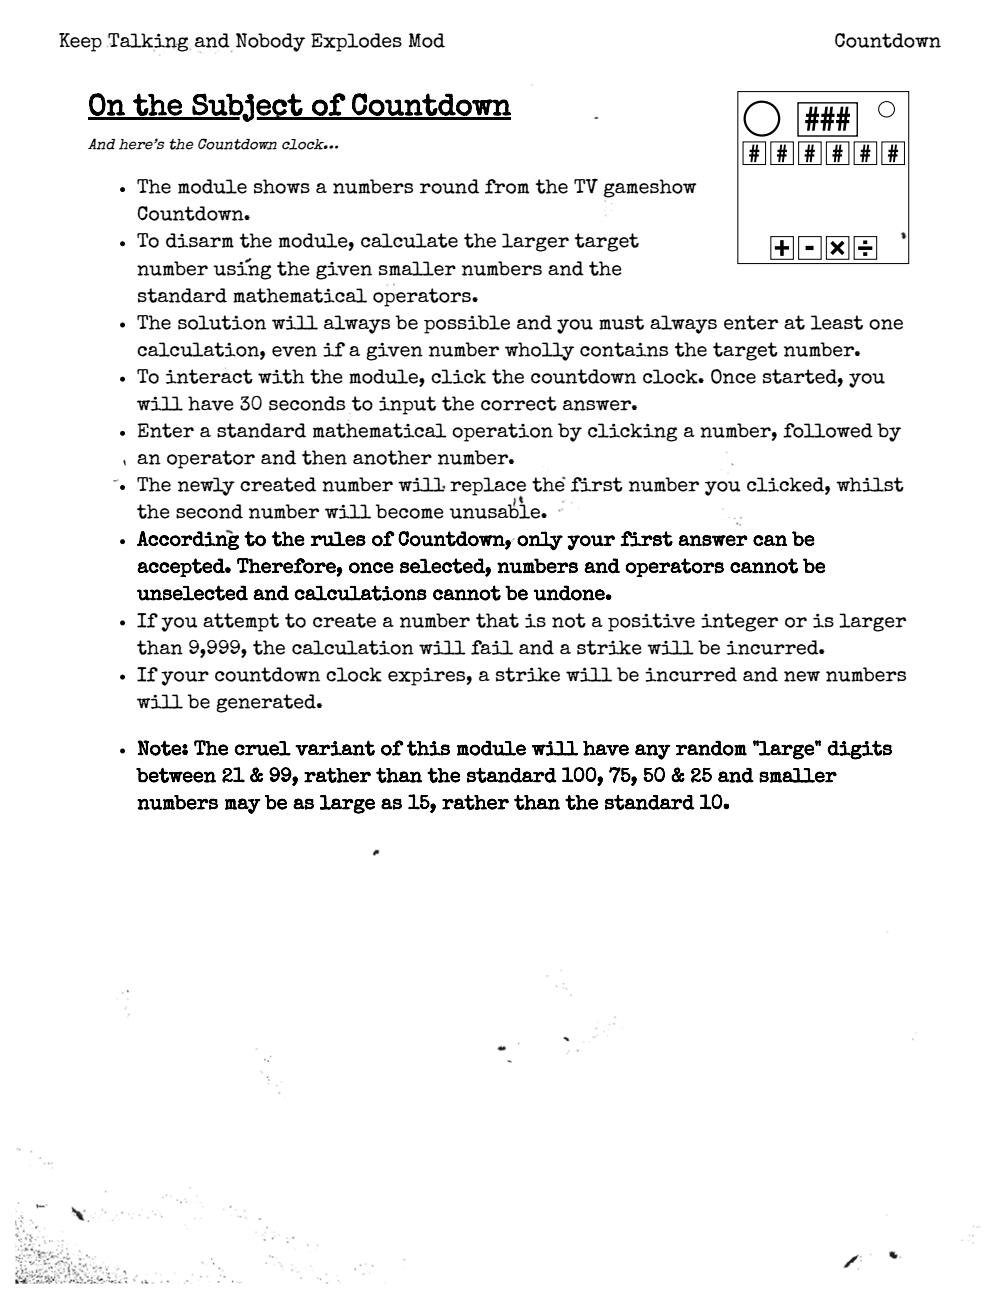 Keep Talking and Nobody Explodes Mod
Countdown
On the Subject of Countdown
And here's the Countdown clock...
###
# # # # # #
+ - × ÷
• The module shows a numbers round from the TV gameshow
Countdown.
• To disarm the module, calculate the larger target
number using the given smaller numbers and the
standard mathematical operators.
• The solution will always be possible and you must always enter at least one
calculation, even if a given number wholly contains the target number.
• To interact with the module, click the countdown clock. Once started, you
will have 30 seconds to input the correct answer.
• Enter a standard mathematical operation by clicking a number, followed by
an operator and then another number.
• The newly created number will replace the first number you clicked, whilst
the second number will become unusable.
• According to the rules of Countdown, only your first answer can be
accepted. Therefore, once selected, numbers and operators cannot be
unselected and calculations cannot be undone.
• If you attempt to create a number that is not a positive integer or is larger
than 9,999, the calculation will fail and a strike will be incurred.
• If your countdown clock expires, a strike will be incurred and new numbers
will be generated.
• Note: The cruel variant of this module will have any random "large" digits
between 21 & 99, rather than the standard 100, 75, 50 & 25 and smaller
numbers may be as large as 15, rather than the standard 10.